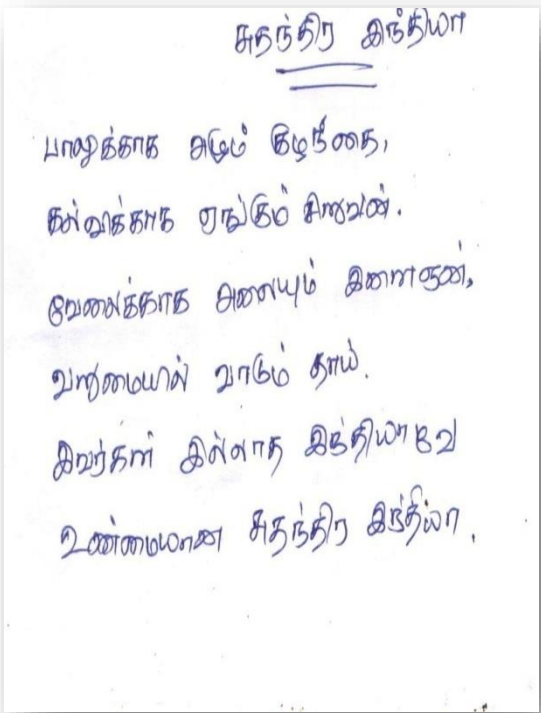 சுதந்திர இந்தியா
பாலுக்காக அழும் குழந்தை,
கல்விக்காக ஏங்கும் சிறுவன்.
வேலைக்காக அலையும் இளைஞன்,
வறுமையில் வாடும் தாய்.
இவர்கள் இல்லாத இந்தியாவே
உண்மையான சுதந்திர இந்தியா.